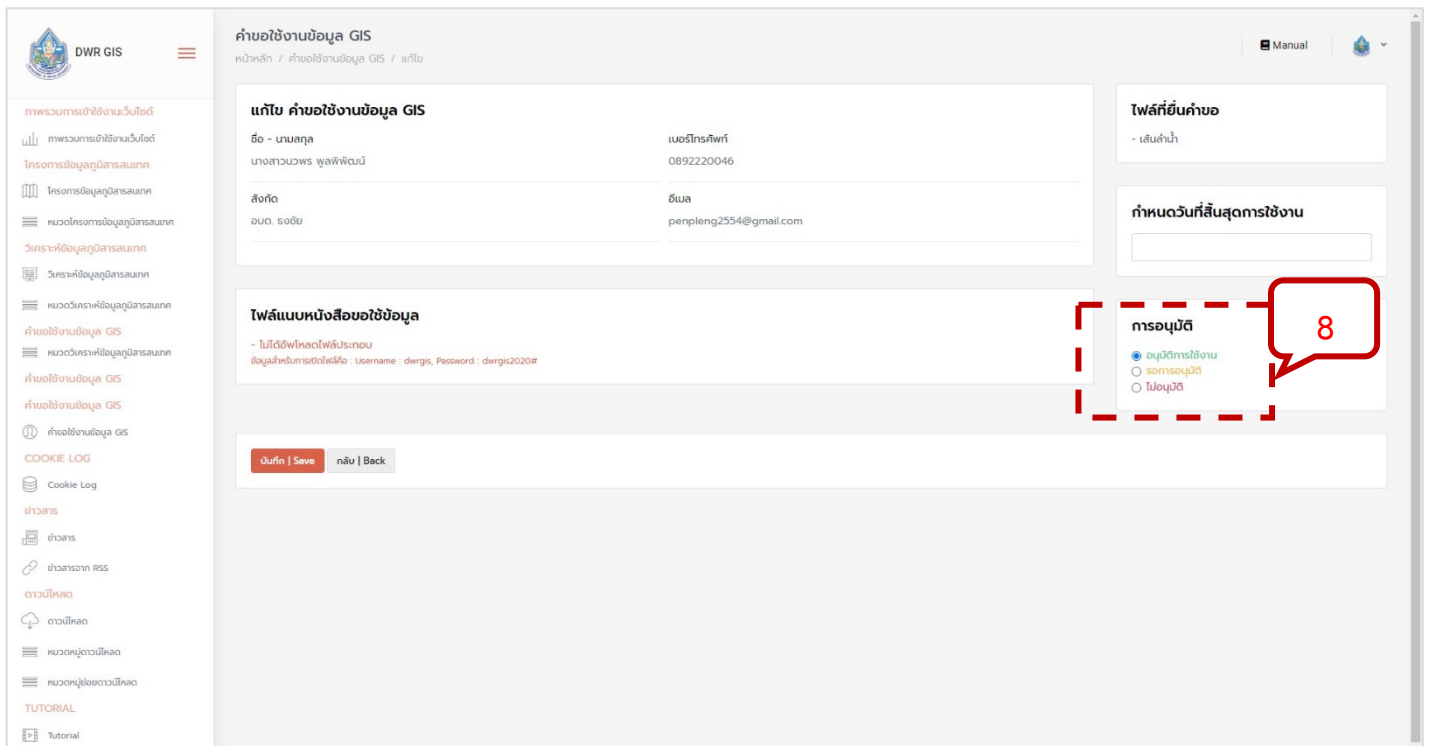 DWR GIS
คำขอใช้งานข้อมูล GIS
หน้าหลัก / คำขอใช้งานข้อมูล GIS / แก้ไข
Manual
ภาพรวมการเข้าใช้งานเว็บไซต์
ภาพรวมการเข้าใช้งานเว็บไซต์
โครงการข้อมูลภูมิสารสนเทศ
โครงการข้อมูลภูมิสารสนเทศ
หมวดโครงการข้อมูลภูมิสารสนเทศ
วิเคราะห์ข้อมูลภูมิสารสนเทศ
วิเคราะห์ข้อมูลภูมิสารสนเทศ
หมวดวิเคราะห์ข้อมูลภูมิสารสนเทศ
คำขอใช้งานข้อมูล GIS
หมวดวิเคราะห์ข้อมูลภูมิสารสนเทศ
คำขอใช้งานข้อมูล GIS
คำขอใช้งานข้อมูล GIS
คำขอใช้งานข้อมูล GIS
COOKIE LOG
Cookie Log
ข่าวสาร
ข่าวสาร
ข่าวสารจาก RSS
ดาวน์โหลด
ดาวน์โหลด
หมวดหมู่ดาวน์โหลด
หมวดหมู่ย่อยดาวน์โหลด
TUTORIAL
Tutorial
แก้ไข คำขอใช้งานข้อมูล GIS
ชื่อ - นามสกุล
นางสาวนวพร พูลพิพัฒน์
เบอร์โทรศัพท์
0892220046
สังกัด
อบต. ธงชัย
อีเมล
penpleng2554@gmail.com
ไฟล์แนบหนังสือขอใช้ข้อมูล
- ไม่ได้อัพโหลดไฟล์ประกอบ
ข้อมูลสำหรับการเปิดไฟล์คือ : Username : dwrgis, Password : dwrgis2020#
บันทึก | Save
กลับ | Back
ไฟล์ที่ยื่นคำขอ
- เส้นลำน้ำ
กำหนดวันที่สิ้นสุดการใช้งาน
การอนุมัติ
อนุมัติการใช้งาน
รอการอนุมัติ
ไม่อนุมัติ
8